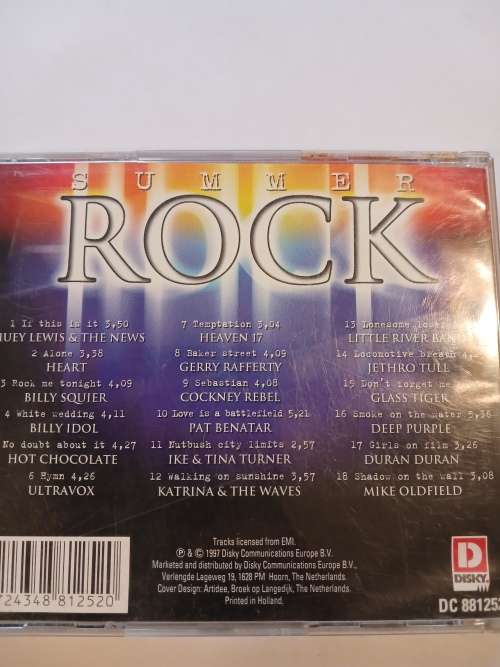 SUMMER
ROCK
1 If this is it 3,50
HUEY LEWIS & THE NEWS
2 Alone 3,38
HEART
3 Rock me tonight 4,09
BILLY SQUIER
4 White wedding 4,11
BILLY IDOL
No doubt about it 4,27
HOT CHOCOLATE
6 Hymn 4,26
ULTRAVOX
7 Temptation 3,04
HEAVEN 17
8 Baker street 4,09
GERRY RAFFERTY
9 Sebastian 4,08
COCKNEY REBEL
10 Love is a battlefield 5,21
PAT BENATAR
11 Nutbush city limits 2,57
IKE & TINA TURNER
12 Walking on sunshine 3,57
KATRINA & THE WAVES
13 Lonesome
LITTLE RIVER BAND
14 Locomotive breath
JETHRO TULL
15 Don't forget me
GLASS TIGER
16 Smoke on the water 5,36
DEEP PURPLE
17 Girls on film 3,26
DURAN DURAN
18 Shadow on the wall 3,08
MIKE OLDFIELD
Tracks licensed from EMI.
℗ & © 1997 Disky Communications Europe B.V.
Marketed and distributed by Disky Communications Europe B.V.,
Verlengde Lageweg 19, 1628 PM Hoorn, The Netherlands.
Cover Design: Artidee, Broek op Langedijk, The Netherlands.
Printed in Holland.
724348 812520
D
DISKY
DC 88125